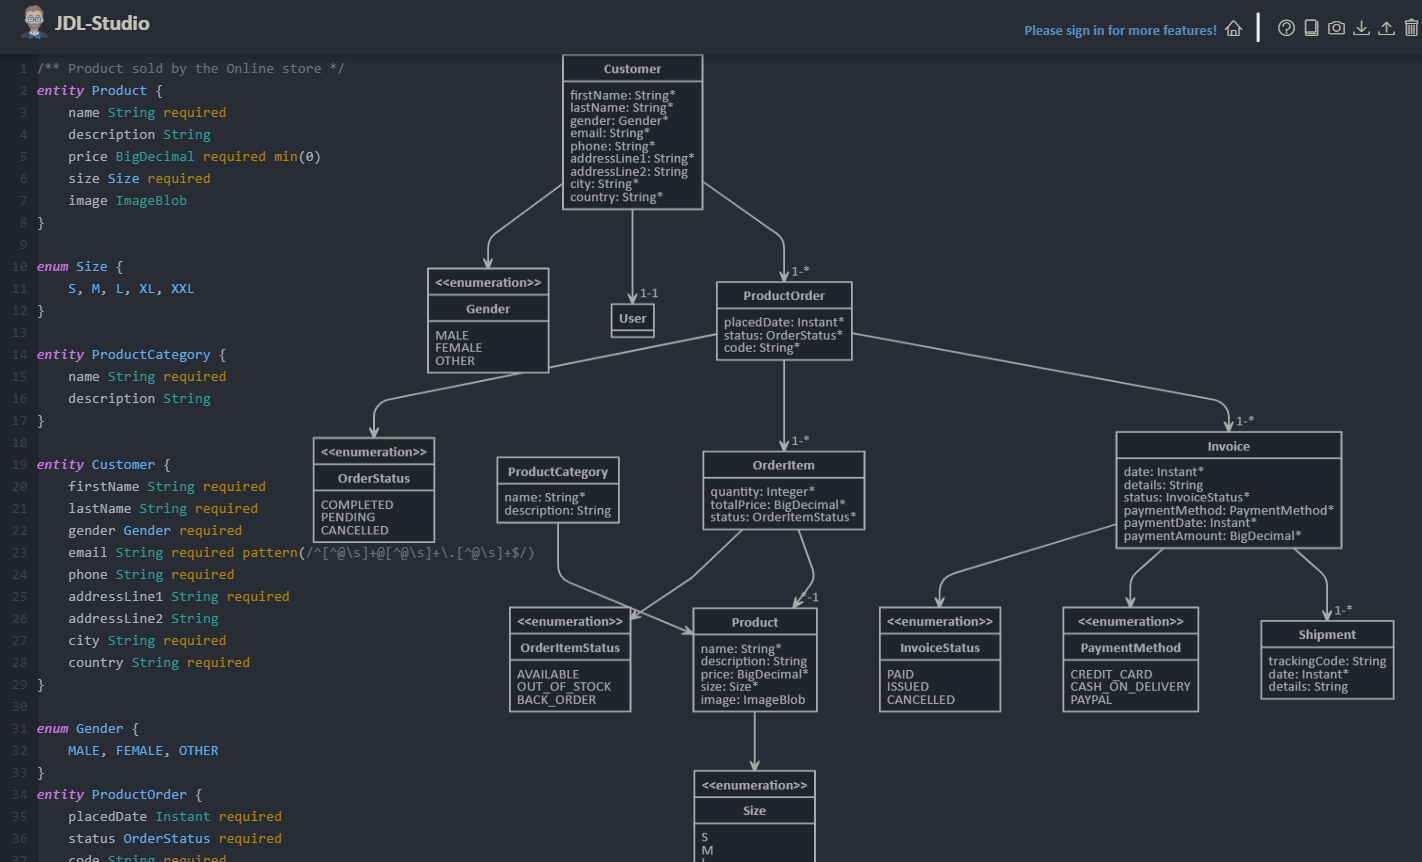 JDL-Studio
Please sign in for more features!
1 /** Product sold by the Online store */
2 entity Product {
3 name String required
4 description String
5 price BigDecimal required min(0)
6 size Size required
7 image ImageBlob
8 }
9
10 enum Size {
11 S, M, L, XL, XXL
12 }
13
14 entity ProductCategory {
15 name String required
16 description String
17 }
18
19 entity Customer {
20 firstName String required
21 lastName String required
22 gender Gender required
23 email String required pattern(/^[^@\s]+@[^@\s]+\.[^@\s]+$/)
24 phone String required
25 addressLine1 String required
26 addressLine2 String
27 city String required
28 country String required
29 }
30
31 enum Gender {
32 MALE, FEMALE, OTHER
33 }
34 entity ProductOrder {
35 placedDate Instant required
36 status OrderStatus required
37 code String required
Customer
firstName: String*
lastName: String*
gender: Gender*
email: String*
phone: String*
addressLine1: String*
addressLine2: String
city: String*
country: String*
<<enumeration>>
Gender
MALE
FEMALE
OTHER
1-1
User
1-*
ProductOrder
placedDate: Instant*
status: OrderStatus*
code: String*
<<enumeration>>
OrderStatus
COMPLETED
PENDING
CANCELLED
ProductCategory
name: String*
description: String
1-*
OrderItem
quantity: Integer*
totalPrice: BigDecimal*
status: OrderItemStatus*
1-*
Invoice
date: Instant*
details: String
status: InvoiceStatus*
paymentMethod: PaymentMethod*
paymentDate: Instant*
paymentAmount: BigDecimal*
<<enumeration>>
OrderItemStatus
AVAILABLE
OUT_OF_STOCK
BACK_ORDER
*-1
Product
name: String*
description: String
price: BigDecimal*
size: Size*
image: ImageBlob
<<enumeration>>
InvoiceStatus
PAID
ISSUED
CANCELLED
<<enumeration>>
PaymentMethod
CREDIT_CARD
CASH_ON_DELIVERY
PAYPAL
1-*
Shipment
trackingCode: String
date: Instant*
details: String
<<enumeration>>
Size
S
M